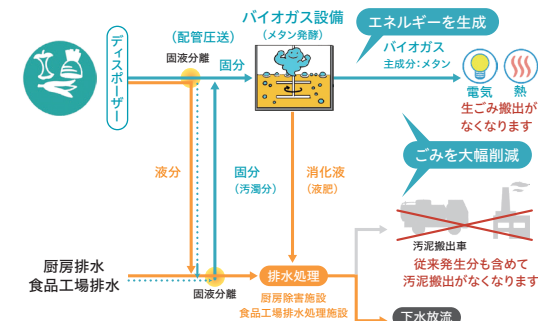 バイオガス設備
（メタン発酵）
エネルギーを生成
（配管圧送）
固液分離
固分
ディスポーザー
バイオガス
主成分：メタン
電気
熱
生ごみ搬出が
なくなります
ごみを大幅削減
液分
固分
（汚濁分）
消化液
（液肥）
汚泥搬出車
従来発生分も含めて
汚泥搬出がなくなります
厨房排水
食品工場排水
固液分離
排水処理
厨房除害施設
食品工場排水処理施設
下水放流